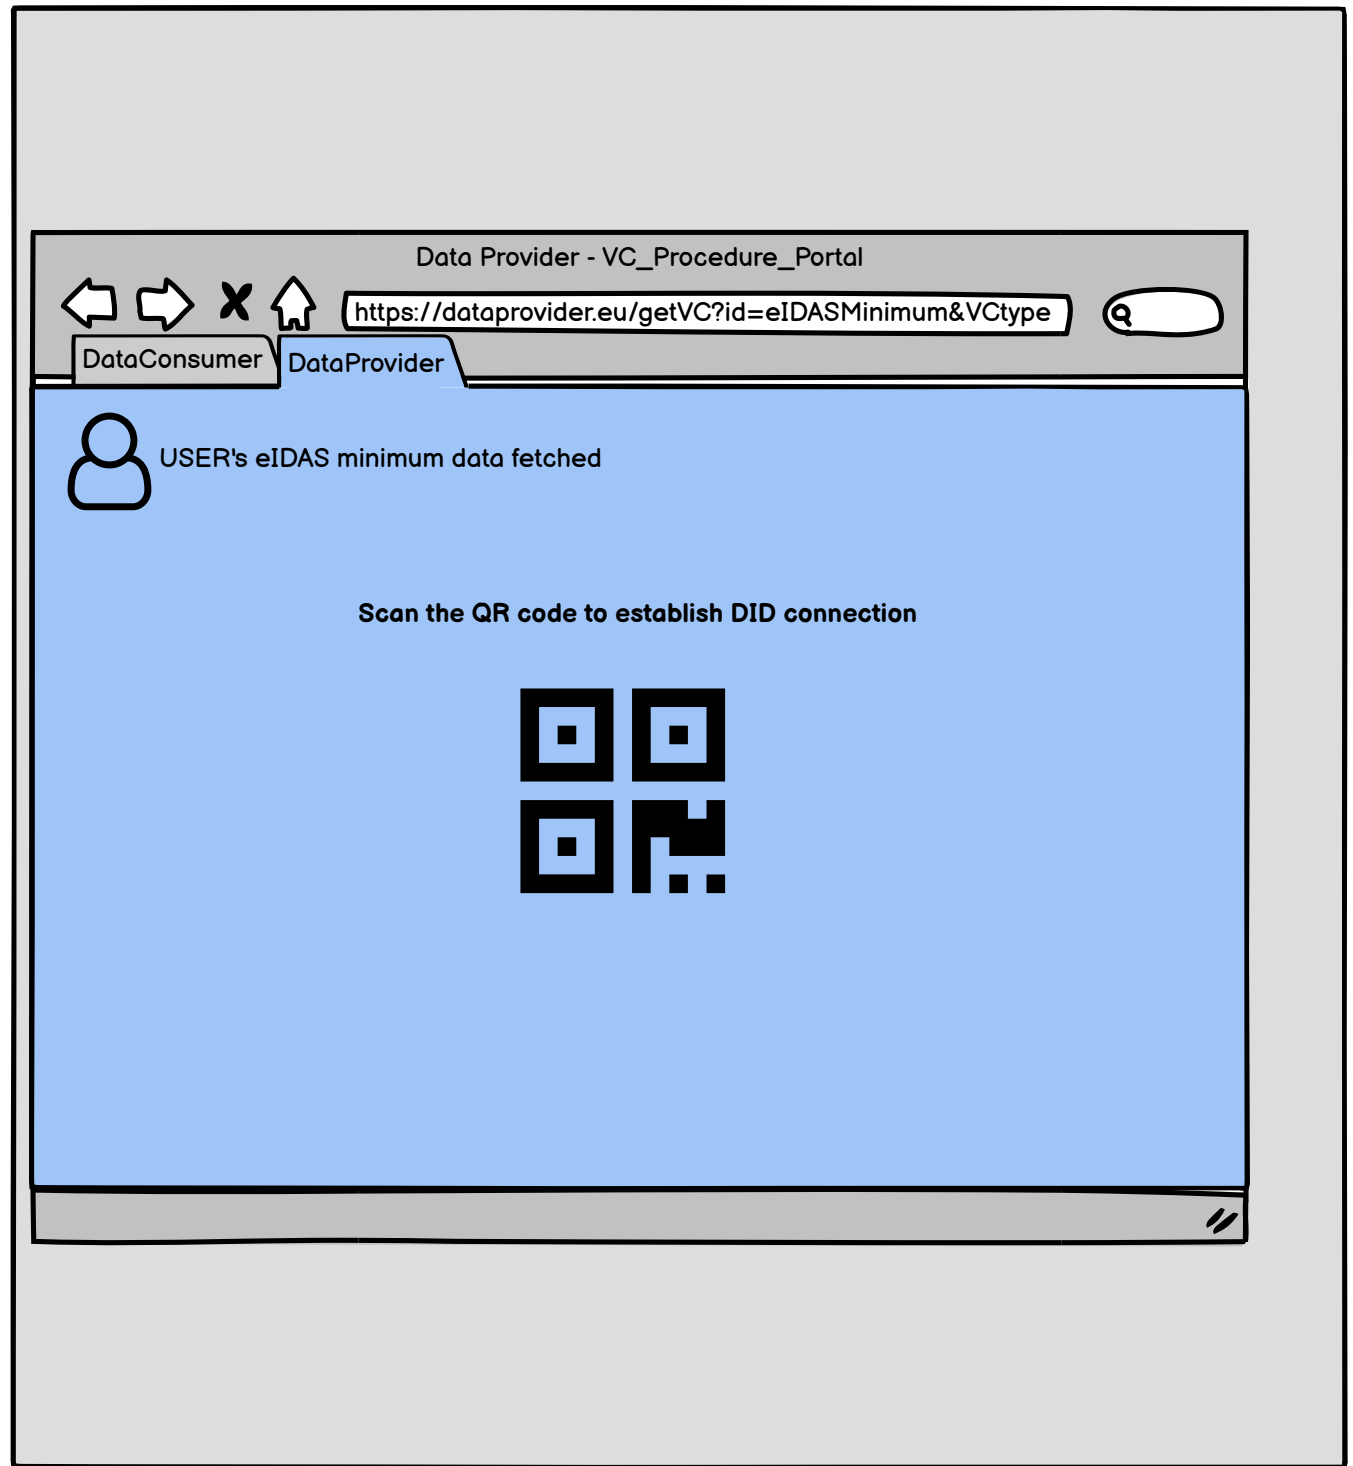 Data Provider - VC_Procedure_Portal
https://dataprovider.eu/getVC?id=eIDASMinimum&VCtype
DataConsumer
DataProvider
USER's eIDAS minimum data fetched
Scan the QR code to establish DID connection